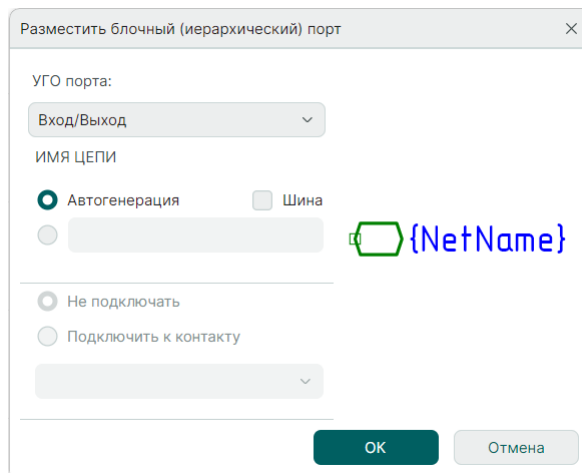 Разместить блочный (иерархический) порт
УГО порта:
Вход/Выход
ИМЯ ЦЕПИ
Автогенерация Шина
{NetName}
Не подключать
Подключить к контакту
OK Отмена